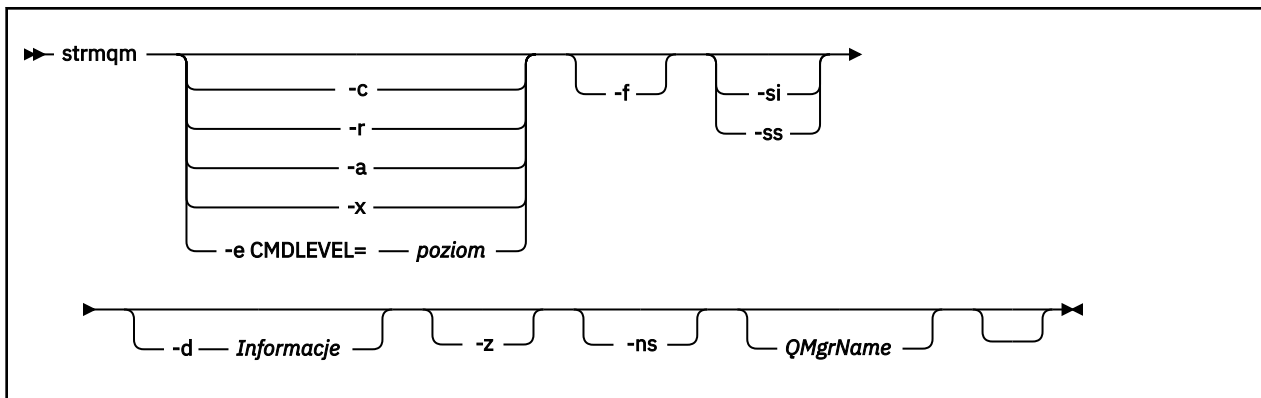 strmqm
-c
-r
-a
-x
-e CMDLEVEL= poziom
-f
-si
-ss
-d Informacje
-z
-ns
QMgrName